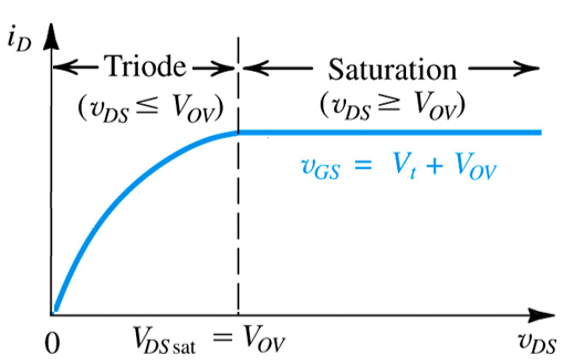 i_D
Triode Saturation
(v_DS ≤ V_OV) (v_DS ≥ V_OV)
v_GS = V_t + V_OV
0 V_DS sat = V_OV v_DS